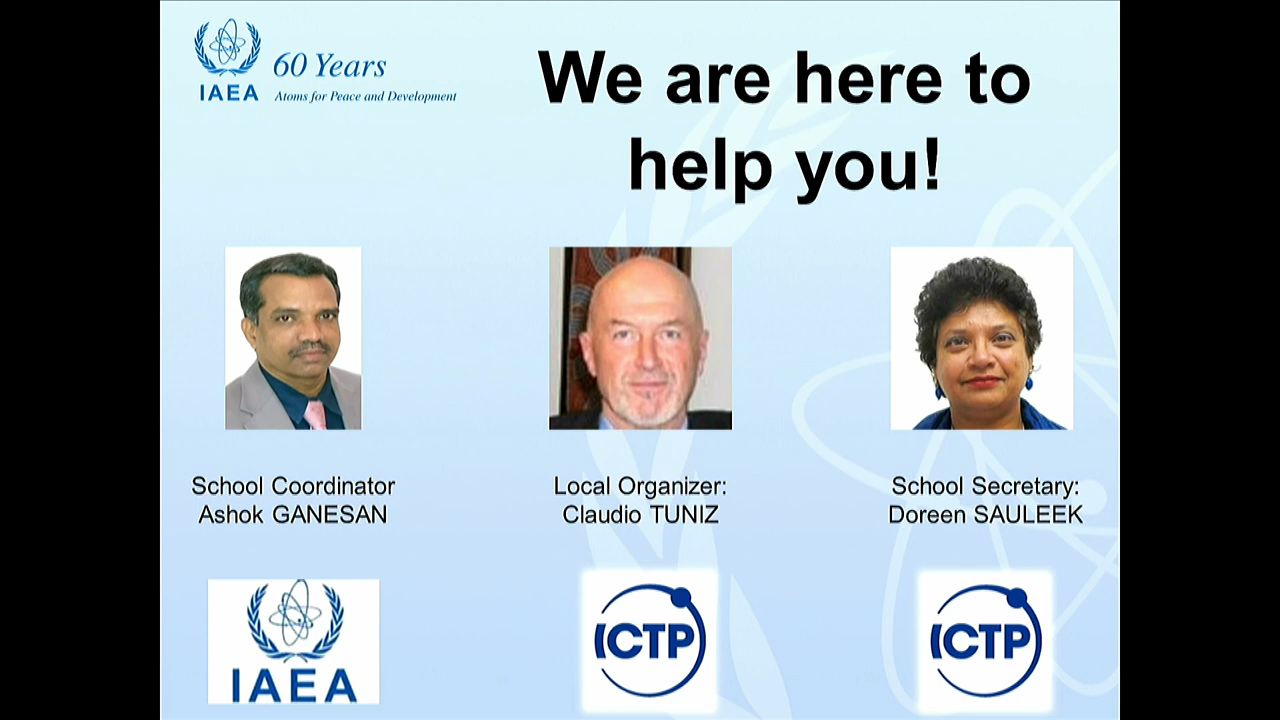 IAEA
60 Years
Atoms for Peace and Development
We are here to
help you!
School Coordinator
Ashok GANESAN
Local Organizer:
Claudio TUNIZ
School Secretary:
Doreen SAULEEK
IAEA
ICTP
ICTP